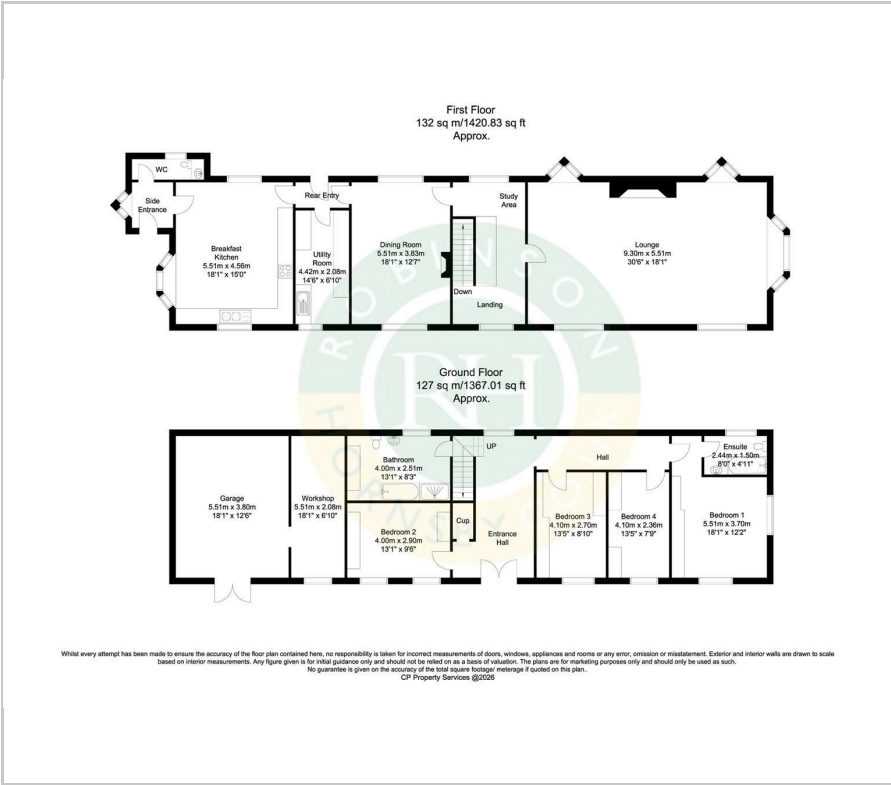 First Floor
132 sq m/1420.83 sq ft
Approx.
WC
Side
Entrance
Breakfast
Kitchen
5.51m x 4.56m
18'1" x 15'0"
Rear Entry
Utility
Room
4.42m x 2.08m
14'6" x 6'10"
Dining Room
5.51m x 3.83m
18'1" x 12'7"
Study
Area
Down
Landing
Lounge
9.30m x 5.51m
30'6" x 18'1"
ROBINSON
RH
HORNSBY
Ground Floor
127 sq m/1367.01 sq ft
Approx.
Garage
5.51m x 3.80m
18'1" x 12'6"
Workshop
5.51m x 2.08m
18'1" x 6'10"
Bathroom
4.00m x 2.51m
13'1" x 8'3"
Bedroom 2
4.00m x 2.90m
13'1" x 9'6"
UP
Cup
Entrance
Hall
Hall
Bedroom 3
4.10m x 2.70m
13'5" x 8'10"
Bedroom 4
4.10m x 2.36m
13'5" x 7'9"
Ensuite
2.44m x 1.50m
8'0" x 4'11"
Bedroom 1
5.51m x 3.70m
18'1" x 12'2"
Whilst every attempt has been made to ensure the accuracy of the floor plan contained here, no responsibility is taken for incorrect measurements of doors, windows, appliances and rooms or any error, omission or misstatement. Exterior and interior walls are drawn to scale
based on interior measurements. Any figure given is for initial guidance only and should not be relied on as a basis of valuation. The plans are for marketing purposes only and should only be used as such.
No guarantee is given on the accuracy of the total square footage/ meterage if quoted on this plan..
CP Property Services @2026